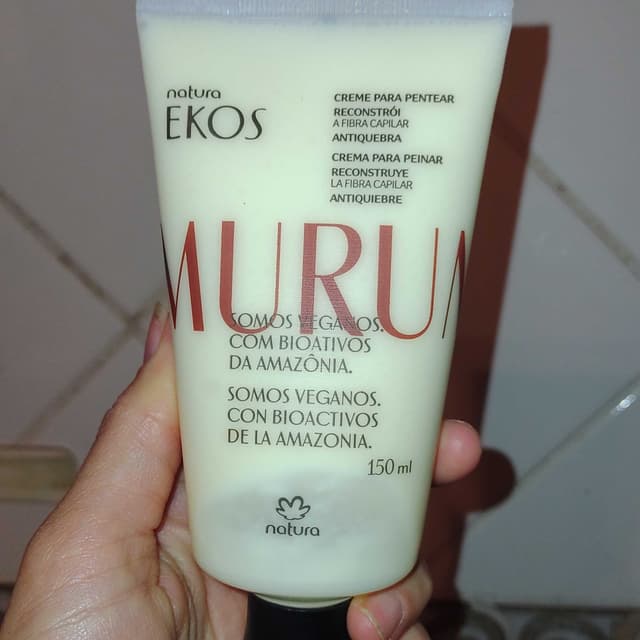 natura
EKOS
CREME PARA PENTEAR
RECONSTRÓI
A FIBRA CAPILAR
ANTIQUEBRA
CREMA PARA PEINAR
RECONSTRUYE
LA FIBRA CAPILAR
ANTIQUIEBRE
MURUM
SOMOS VEGANOS.
COM BIOATIVOS
DA AMAZÔNIA.
SOMOS VEGANOS.
CON BIOACTIVOS
DE LA AMAZONIA.
150 ml
natura